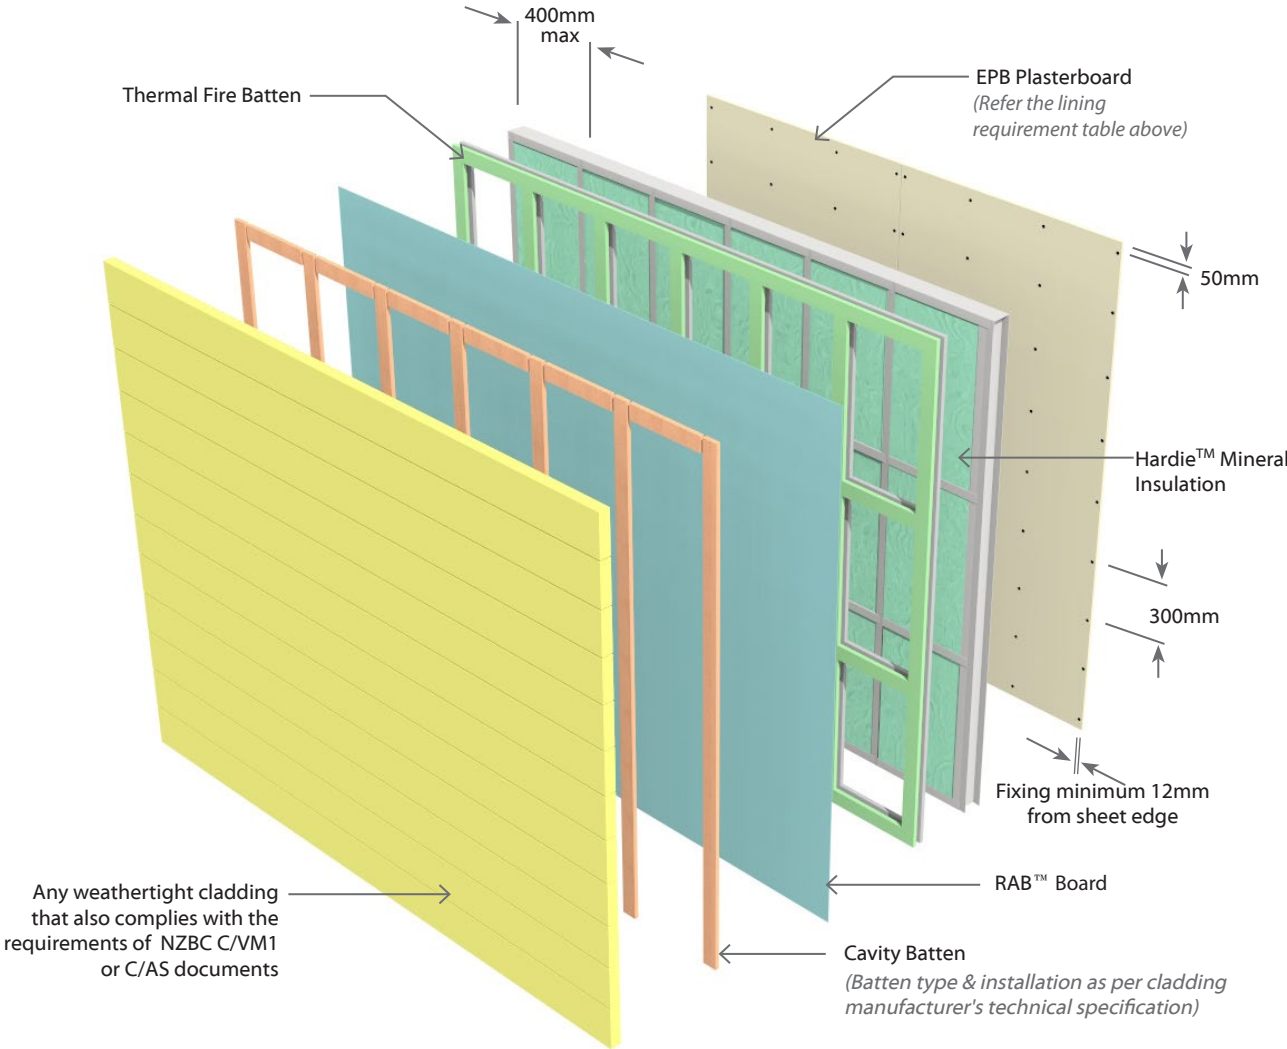 400mm
max
Thermal Fire Batten
EPB Plasterboard
(Refer the lining
requirement table above)
50mm
Hardie™ Mineral
Insulation
300mm
Fixing minimum 12mm
from sheet edge
RAB™ Board
Any weathertight cladding
that also complies with the
requirements of NZBC C/VM1
or C/AS documents
Cavity Batten
(Batten type & installation as per cladding
manufacturer's technical specification)